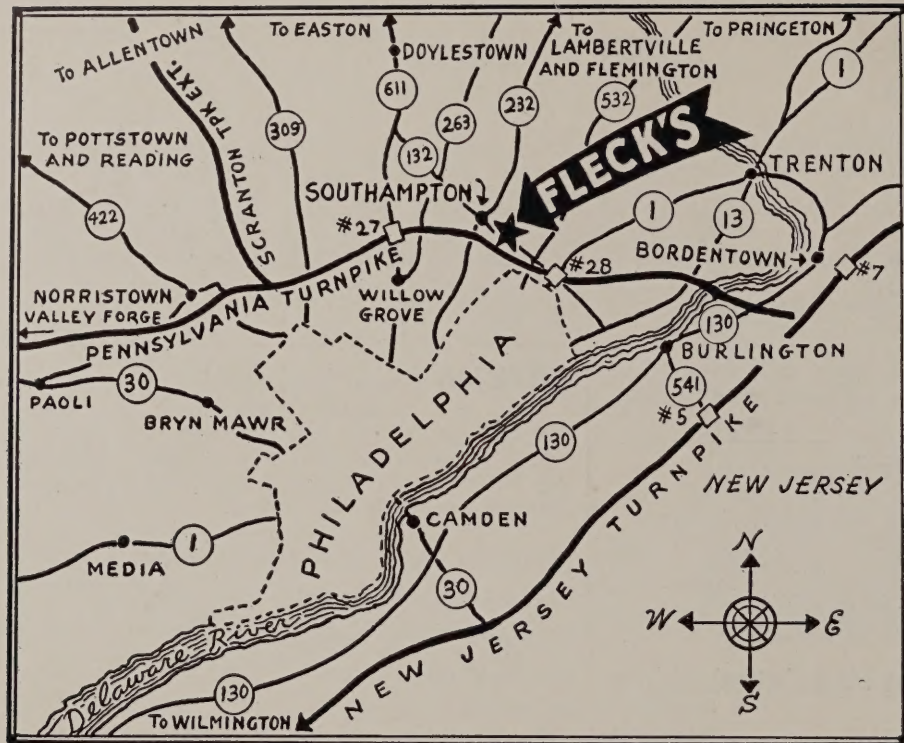 To EASTON
To
To PRINCETON
To ALLENTOWN
DOYLESTOWN
LAMBERTVILLE
AND FLEMINGTON
SCRANTON TPK EXT.
611
263
232
532
1
309
132
To POTTSTOWN
AND READING
FLECK'S
TRENTON
SOUTHAMPTON
422
1
13
#27
BORDENTOWN
#28
#7
NORRISTOWN
VALLEY FORGE
PENNSYLVANIA TURNPIKE
WILLOW
GROVE
130
BURLINGTON
30
PAOLI
541
BRYN MAWR
#5
PHILADELPHIA
130
NEW JERSEY
CAMDEN
MEDIA
1
30
NEW JERSEY TURNPIKE
N
W
E
S
Delaware River
130
To WILMINGTON